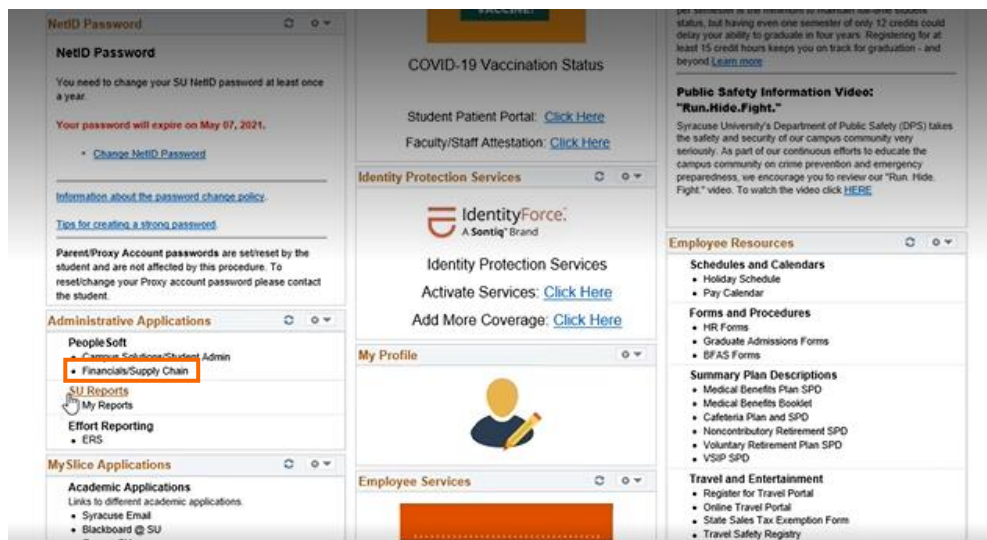 NetID Password
NetID Password
You need to change your SU NetID password at least once
a year.
Your password will expire on May 07, 2021.
Change NetID Password
Information about the password change policy.
Tips for creating a strong password.
Parent/Proxy Account passwords are set/reset by the
student and are not affected by this procedure. To
reset/change your Proxy account password please contact
the student.
Administrative Applications
PeopleSoft
Campus Solutions/Student Admin
Financials/Supply Chain
SU Reports
My Reports
Effort Reporting
ERS
MySlice Applications
Academic Applications
Links to different academic applications.
Syracuse Email
Blackboard @ SU
VACCINE!
COVID-19 Vaccination Status
Student Patient Portal: Click Here
Faculty/Staff Attestation: Click Here
Identity Protection Services
IdentityForce.
A Sontiq® Brand
Identity Protection Services
Activate Services: Click Here
Add More Coverage: Click Here
My Profile
Employee Services
per semester is the minimum to maintain full-time student
status, but having even one semester of only 12 credits could
delay your ability to graduate in four years. Registering for at
least 15 credit hours keeps you on track for graduation - and
beyond Learn more
Public Safety Information Video:
"Run.Hide.Fight."
Syracuse University's Department of Public Safety (DPS) takes
the safety and security of our campus community very
seriously. As part of our continuous efforts to educate the
campus community on crime prevention and emergency
preparedness, we encourage you to review our "Run. Hide.
Fight." video. To watch the video click HERE
Employee Resources
Schedules and Calendars
Holiday Schedule
Pay Calendar
Forms and Procedures
HR Forms
Graduate Admissions Forms
BFAS Forms
Summary Plan Descriptions
Medical Benefits Plan SPD
Medical Benefits Booklet
Cafeteria Plan and SPD
Noncontributory Retirement SPD
Voluntary Retirement Plan SPD
VSIP SPD
Travel and Entertainment
Register for Travel Portal
Online Travel Portal
State Sales Tax Exemption Form
Travel Safety Registry